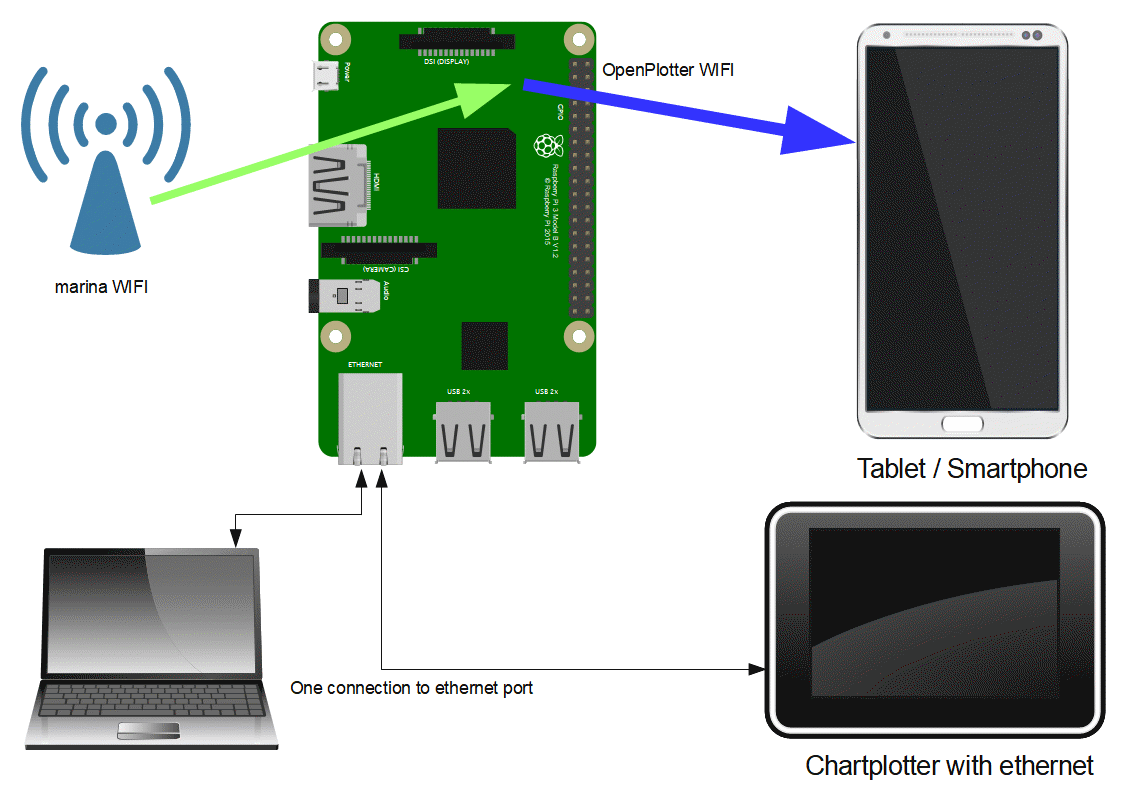 DSI (DISPLAY)
Power
OpenPlotter WIFI
GPIO
HDMI
Raspberry Pi 3 Model B V1.2
© Raspberry Pi 2015
CSI (CAMERA)
Audio
marina WIFI
ETHERNET
USB 2x
USB 2x
Tablet / Smartphone
One connection to ethernet port
Chartplotter with ethernet